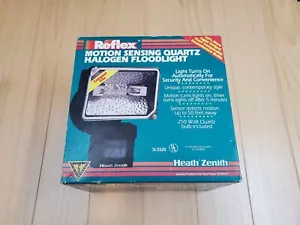 Reflex
MOTION SENSING QUARTZ
HALOGEN FLOODLIGHT
Light Turns On
Automatically For
Security And Convenience
Unique, contemporary style
Motion turns lights on, timer
turns lights off After 5 minutes
Sensor detects motion
up to 50 feet away
250 Watt Quartz
bulb included
SL-5520
Heath Zenith